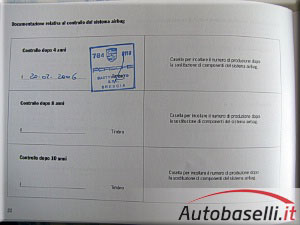 Documentazione relativa al controllo del sistema airbag
Controllo dopo 4 anni
Casella per incollare il numero di produzione dopo
la sostituzione di componenti del sistema airbag.
20.02.2006
BRESCIA
Controllo dopo 8 anni
Casella per incollare il numero di produzione dopo
la sostituzione di componenti del sistema airbag.
Timbro
Controllo dopo 10 anni
Casella per incollare il numero di produzione dopo
la sostituzione di componenti del sistema airbag.
Timbro
Autobaselli.it